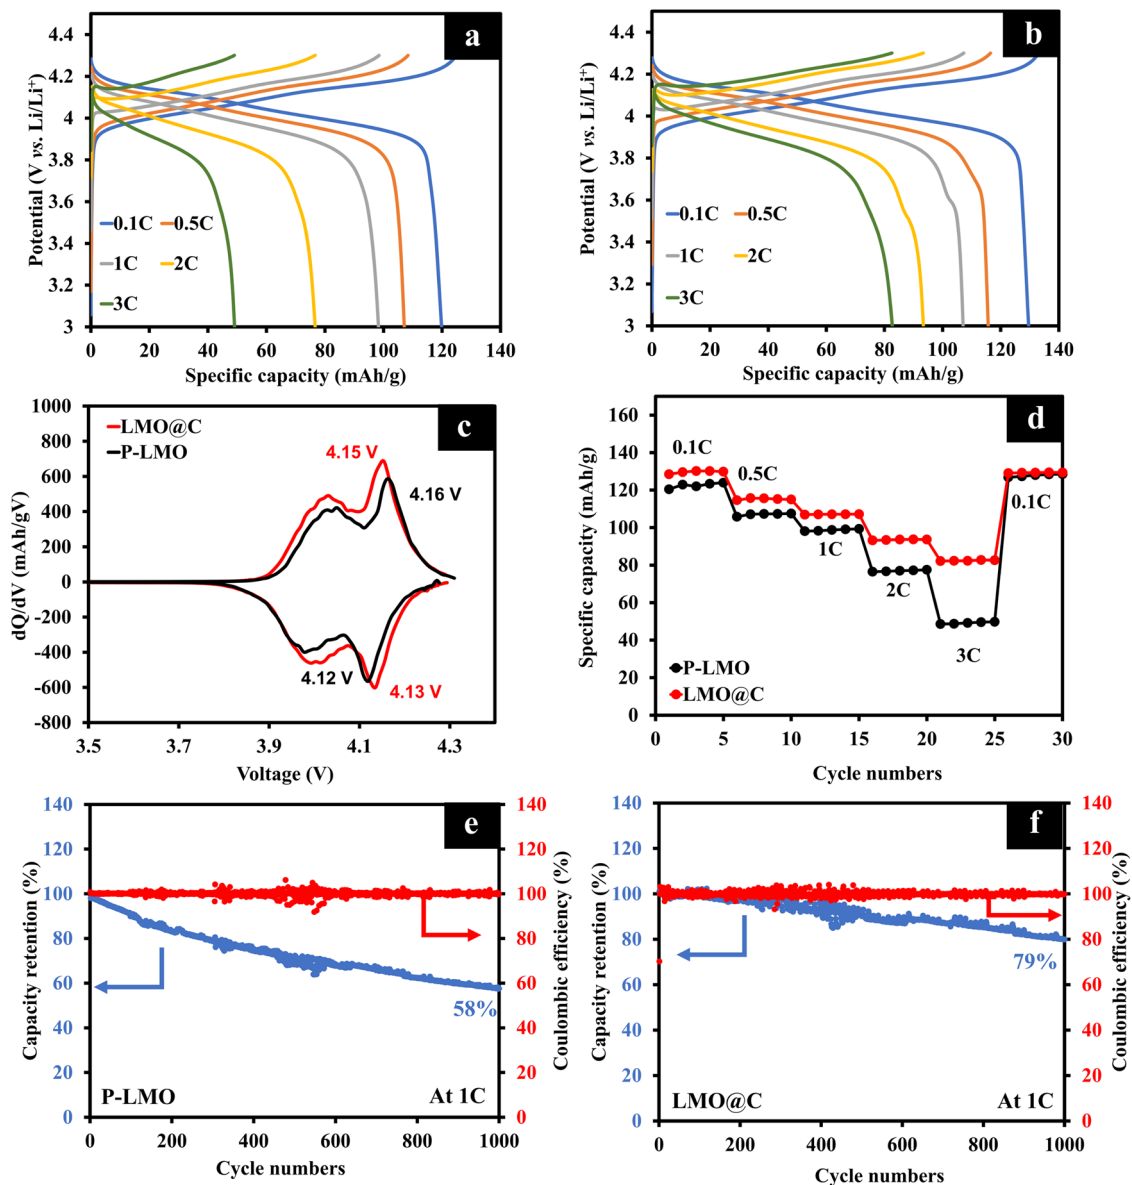 a
Potential (V vs. Li/Li⁺)
4.4
4.2
4
3.8
3.6
3.4
3.2
3
0.1C
0.5C
1C
2C
3C
0 20 40 60 80 100 120 140
Specific capacity (mAh/g)
b
Potential (V vs. Li/Li⁺)
4.4
4.2
4
3.8
3.6
3.4
3.2
3
0.1C
0.5C
1C
2C
3C
0 20 40 60 80 100 120 140
Specific capacity (mAh/g)
c
dQ/dV (mAh/gV)
1000
800
600
400
200
0
-200
-400
-600
-800
LMO@C
P-LMO
4.15 V
4.16 V
4.12 V
4.13 V
3.5 3.7 3.9 4.1 4.3
Voltage (V)
d
Specific capacity (mAh/g)
160
140
120
100
80
60
40
20
0
0.1C
0.5C
1C
2C
3C
0.1C
P-LMO
LMO@C
0 5 10 15 20 25 30
Cycle numbers
e
Capacity retention (%)
140
120
100
80
60
40
20
0
58%
P-LMO
At 1C
140
120
100
80
60
40
20
0
Coulombic efficiency (%)
0 200 400 600 800 1000
Cycle numbers
f
Capacity retention (%)
140
120
100
80
60
40
20
0
79%
LMO@C
At 1C
140
120
100
80
60
40
20
0
Coulombic efficiency (%)
0 200 400 600 800 1000
Cycle numbers